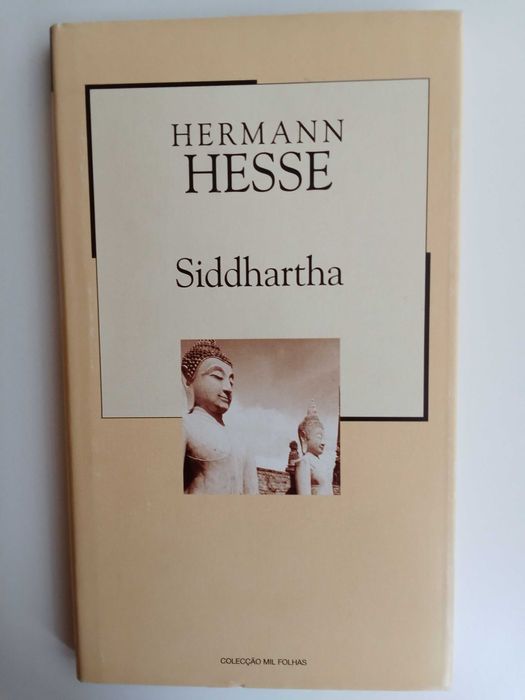 HERMANN
HESSE
Siddhartha
COLECÇÃO MIL FOLHAS